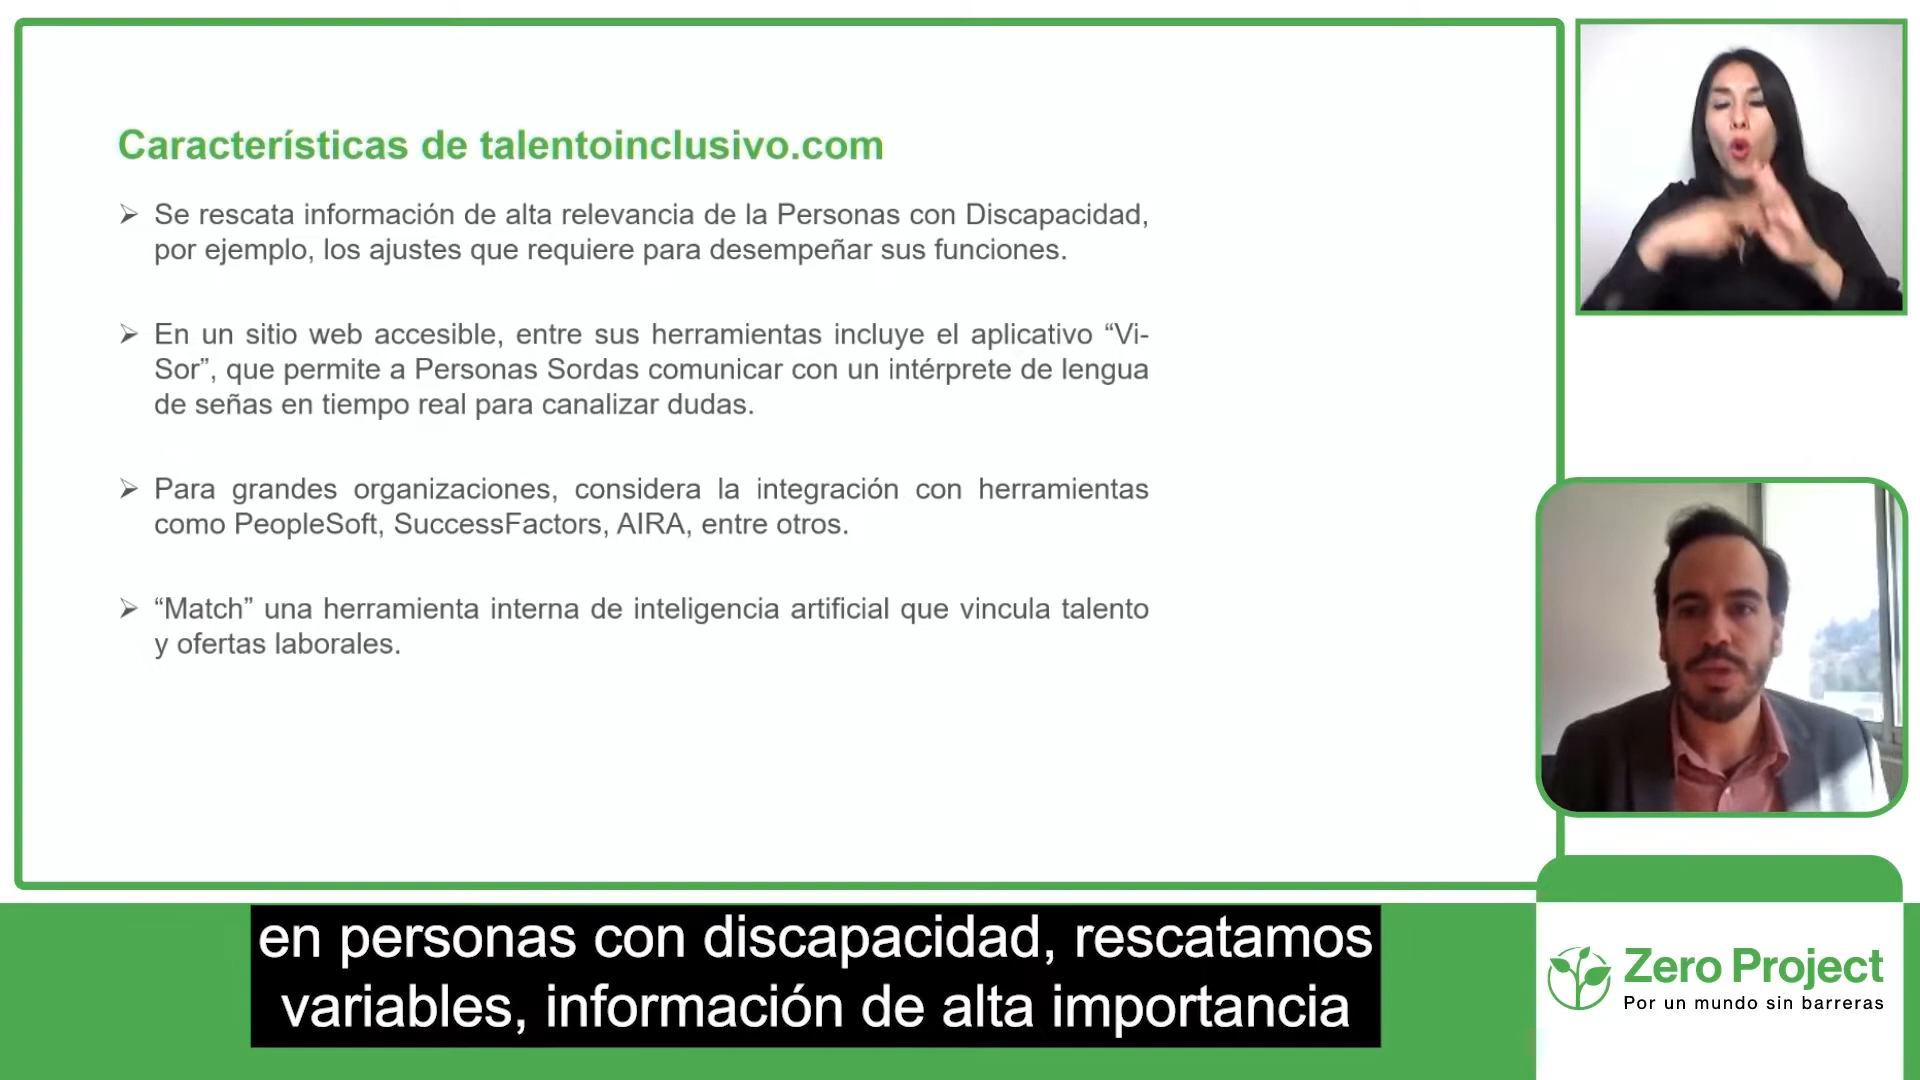 Características de talentoinclusivo.com
Se rescata información de alta relevancia de la Personas con Discapacidad,
por ejemplo, los ajustes que requiere para desempeñar sus funciones.
En un sitio web accesible, entre sus herramientas incluye el aplicativo “Vi-
Sor”, que permite a Personas Sordas comunicar con un intérprete de lengua
de señas en tiempo real para canalizar dudas.
Para grandes organizaciones, considera la integración con herramientas
como PeopleSoft, SuccessFactors, AIRA, entre otros.
“Match” una herramienta interna de inteligencia artificial que vincula talento
y ofertas laborales.
en personas con discapacidad, rescatamos
variables, información de alta importancia
Zero Project
Por un mundo sin barreras